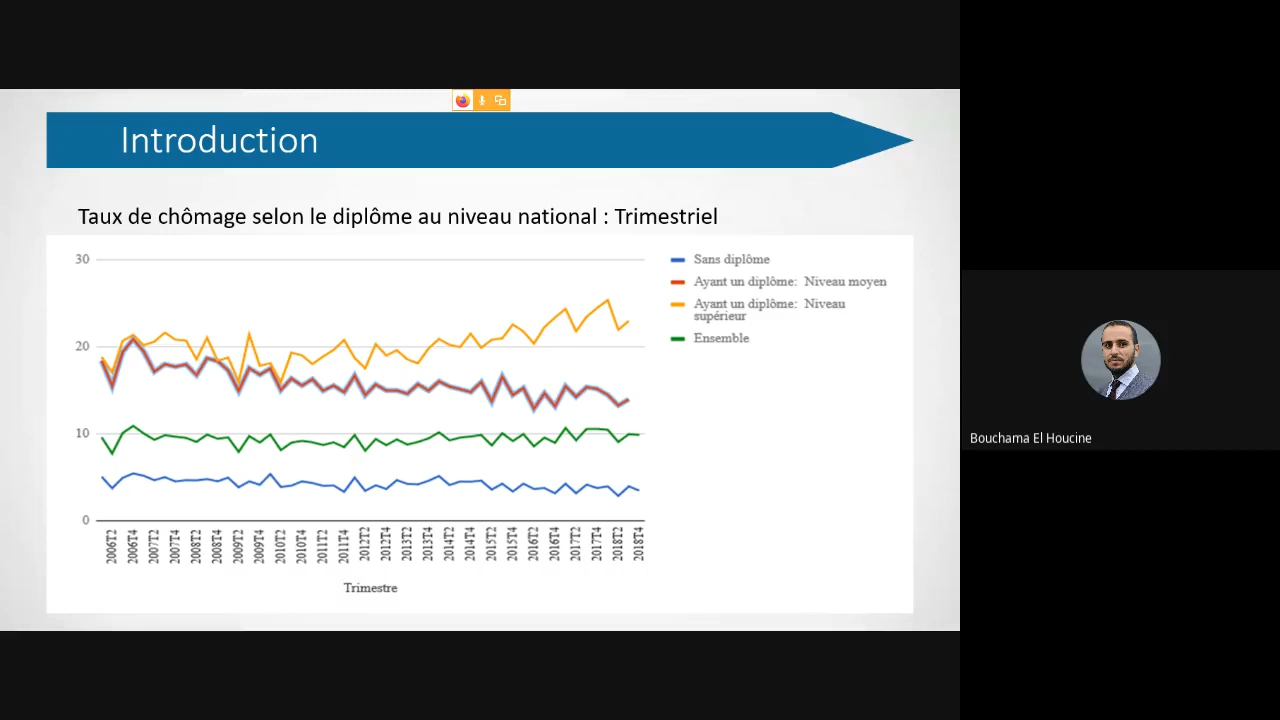 Introduction
Taux de chômage selon le diplôme au niveau national : Trimestriel
30
20
10
0
Sans diplôme
Ayant un diplôme: Niveau moyen
Ayant un diplôme: Niveau
supérieur
Ensemble
2006T2
2006T4
2007T2
2007T4
2008T2
2008T4
2009T2
2009T4
2010T2
2010T4
2011T2
2011T4
2012T2
2012T4
2013T2
2013T4
2014T2
2014T4
2015T2
2015T4
2016T2
2016T4
2017T2
2017T4
2018T2
2018T4
Trimestre
Bouchama El Houcine